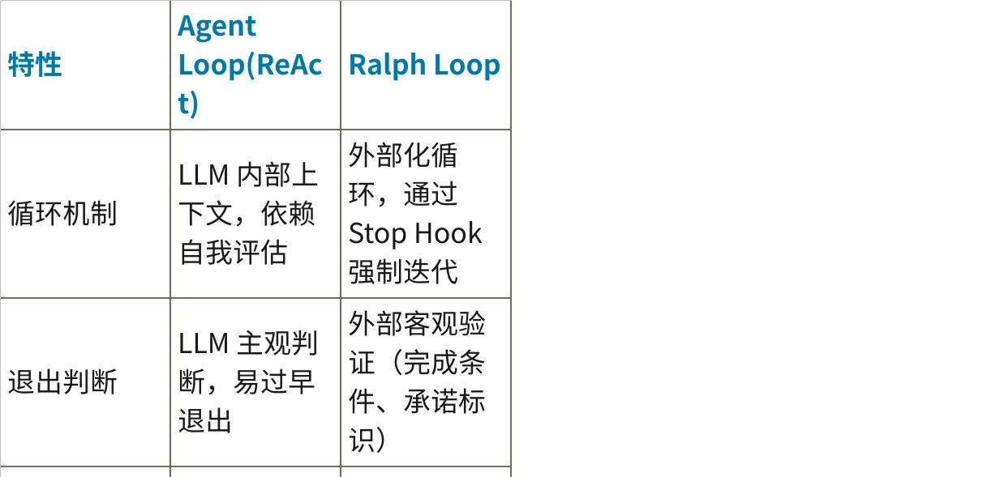 特性
Agent
Loop(ReAc
t)
Ralph Loop
循环机制
LLM 内部上
下文，依赖
自我评估
外部化循
环，通过
Stop Hook
强制迭代
退出判断
LLM 主观判
断，易过早
退出
外部客观验
证（完成条
件、承诺标
识）